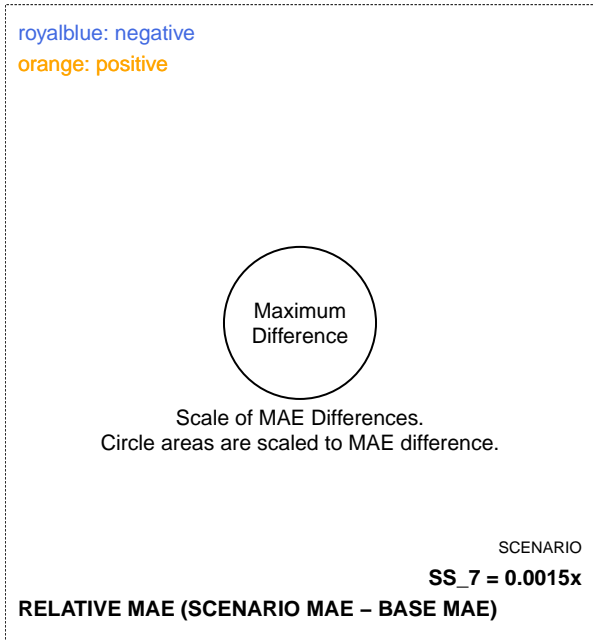 royalblue: negative
orange: positive
Maximum
Difference
Scale of MAE Differences.
Circle areas are scaled to MAE difference.
SCENARIO
SS_7 = 0.0015x
RELATIVE MAE (SCENARIO MAE – BASE MAE)